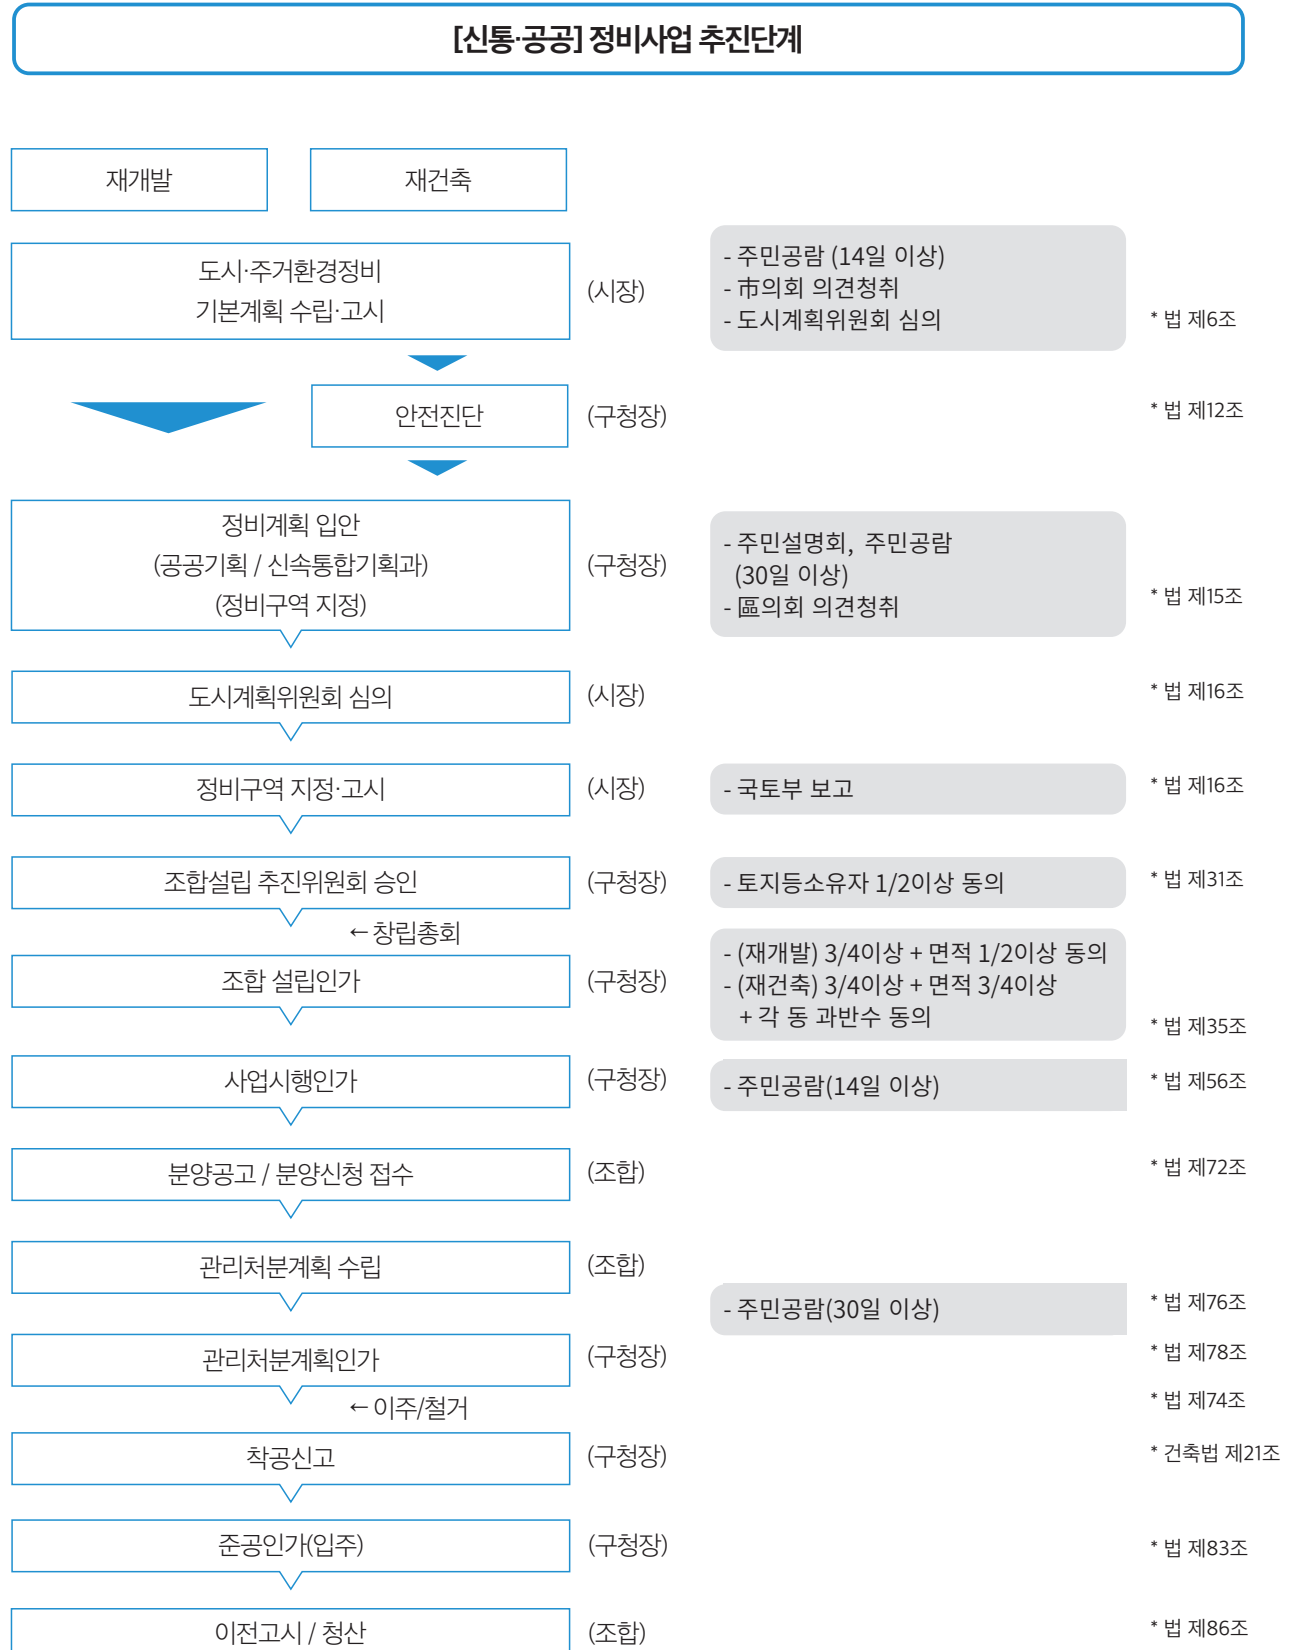 [신통·공공] 정비사업 추진단계
재개발
재건축
도시·주거환경정비
기본계획 수립·고시
(시장)
- 주민공람 (14일 이상)
- 市의회 의견청취
- 도시계획위원회 심의
* 법 제6조
안전진단
(구청장)
* 법 제12조
정비계획 입안
(공공기획 / 신속통합기획과)
(정비구역 지정)
(구청장)
- 주민설명회, 주민공람
(30일 이상)
- 區의회 의견청취
* 법 제15조
도시계획위원회 심의
(시장)
* 법 제16조
정비구역 지정·고시
(시장)
- 국토부 보고
* 법 제16조
조합설립 추진위원회 승인
(구청장)
- 토지등소유자 1/2이상 동의
* 법 제31조
← 창립총회
조합 설립인가
(구청장)
- (재개발) 3/4이상 + 면적 1/2이상 동의
- (재건축) 3/4이상 + 면적 3/4이상
+ 각 동 과반수 동의
* 법 제35조
사업시행인가
(구청장)
- 주민공람(14일 이상)
* 법 제56조
분양공고 / 분양신청 접수
(조합)
* 법 제72조
관리처분계획 수립
(조합)
- 주민공람(30일 이상)
* 법 제76조
관리처분계획인가
(구청장)
* 법 제78조
← 이주/철거
* 법 제74조
착공신고
(구청장)
* 건축법 제21조
준공인가(입주)
(구청장)
* 법 제83조
이전고시 / 청산
(조합)
* 법 제86조